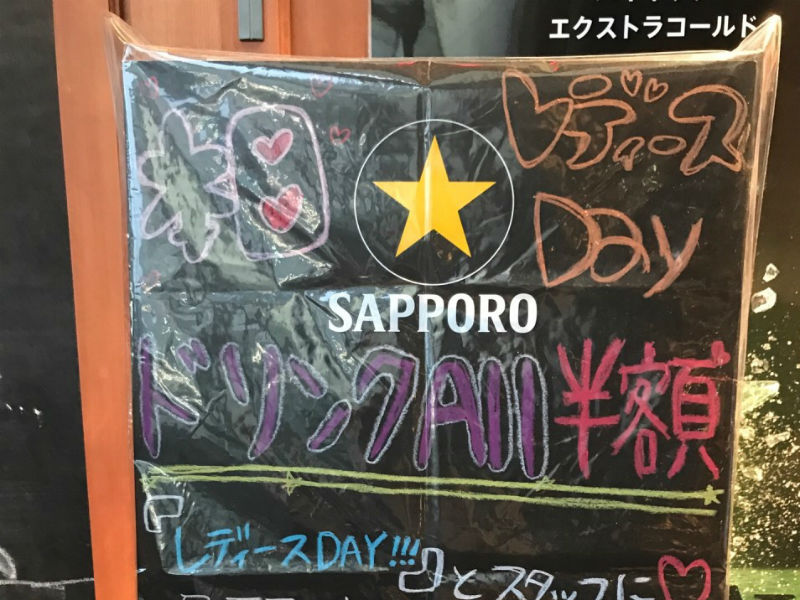 エクストラコールド
本日
レディース
Day
SAPPORO
ドリンクAll半額
『レディースDAY!!!』とスタッフに♡